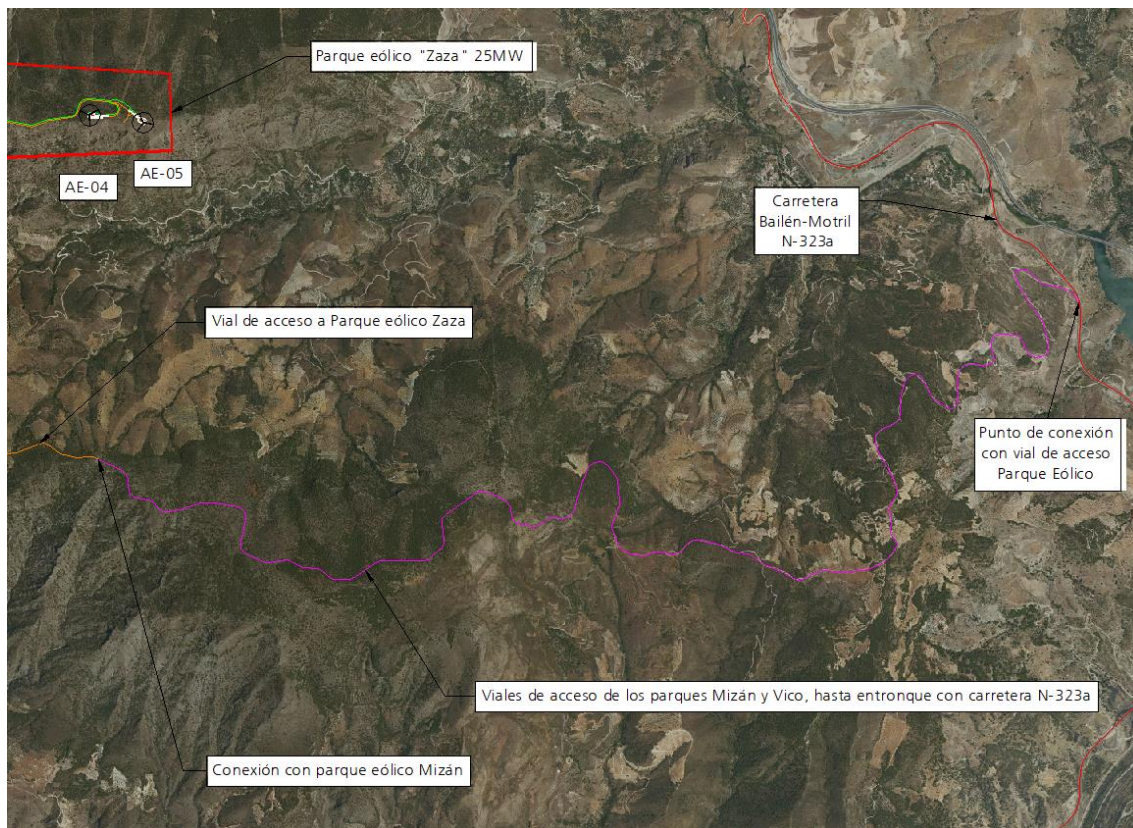 Parque eólico "Zaza" 25MW
AE-04
AE-05
Carretera
Bailén-Motril
N-323a
Vial de acceso a Parque eólico Zaza
Punto de conexión
con vial de acceso
Parque Eólico
Viales de acceso de los parques Mizán y Vico, hasta entronque con carretera N-323a
Conexión con parque eólico Mizán